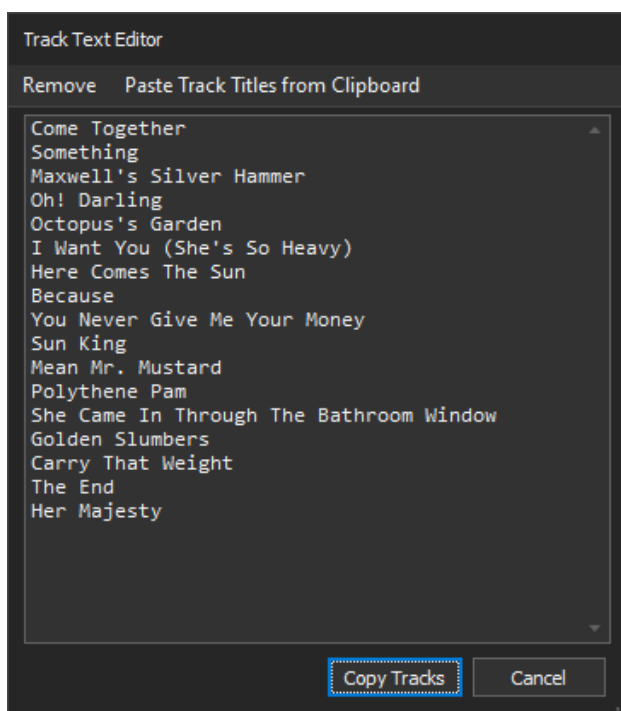 Track Text Editor
Remove Paste Track Titles from Clipboard
Come Together
Something
Maxwell's Silver Hammer
Oh! Darling
Octopus's Garden
I Want You (She's So Heavy)
Here Comes The Sun
Because
You Never Give Me Your Money
Sun King
Mean Mr. Mustard
Polythene Pam
She Came In Through The Bathroom Window
Golden Slumbers
Carry That Weight
The End
Her Majesty
Copy Tracks Cancel